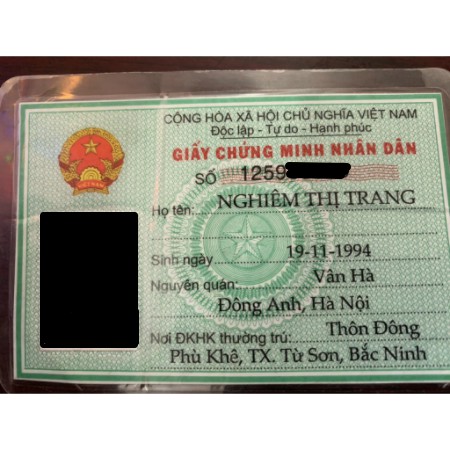 CỘNG HÒA XÃ HỘI CHỦ NGHĨA VIỆT NAM
Độc lập - Tự do - Hạnh phúc
GIẤY CHỨNG MINH NHÂN DÂN
SỐ 1259
Họ tên: NGHIÊM THỊ TRANG
Sinh ngày 19-11-1994
Nguyên quán: Vân Hà
Đông Anh, Hà Nội
Nơi ĐKHK thường trú: Thôn Đông
Phù Khê, TX. Từ Sơn, Bắc Ninh
VIỆT NAM